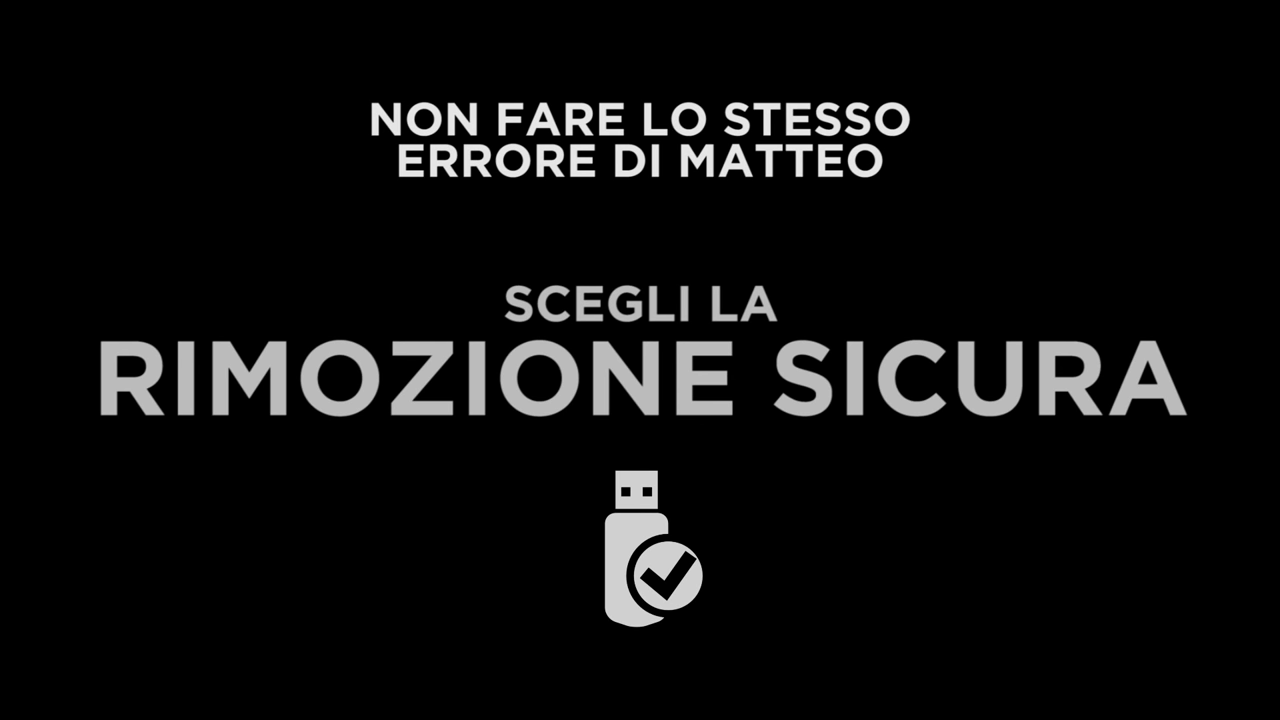 NON FARE LO STESSO
ERRORE DI MATTEO
SCEGLI LA
RIMOZIONE SICURA